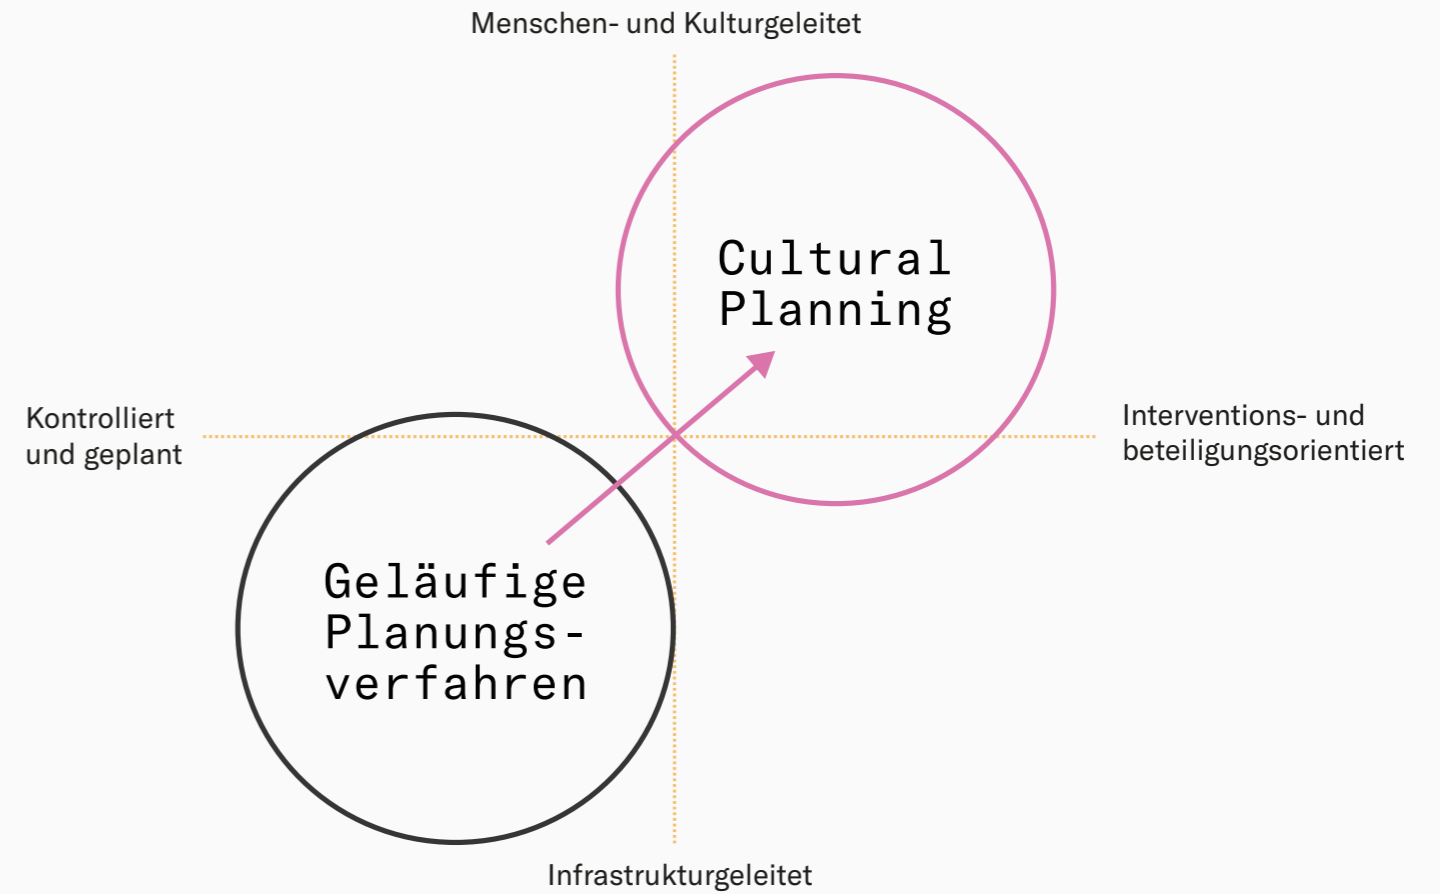 Menschen- und Kulturgeleitet
Cultural
Planning
Kontrolliert
und geplant
Interventions- und
beteiligungsorientiert
Geläufige
Planungs-
verfahren
Infrastrukturgeleitet